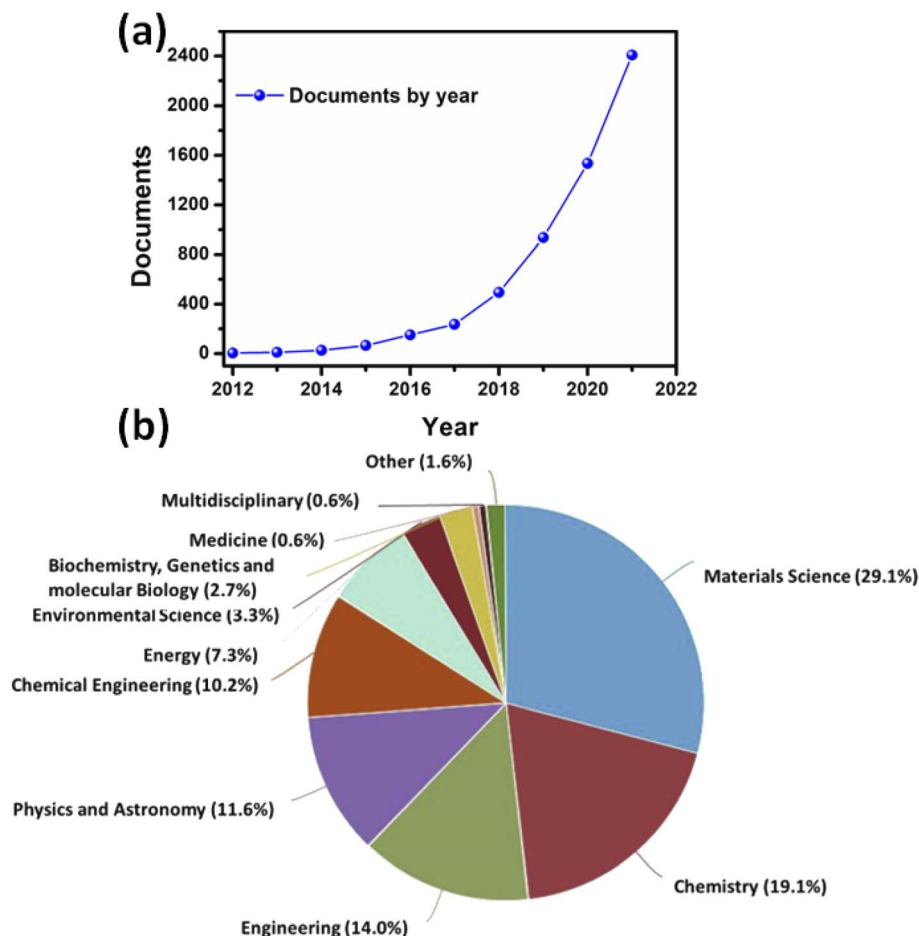 (a)
2400
2000
1600
1200
800
400
0
Documents
Documents by year
2012 2014 2016 2018 2020 2022
Year
(b)
Other (1.6%)
Multidisciplinary (0.6%)
Medicine (0.6%)
Biochemistry, Genetics and
molecular Biology (2.7%)
Environmental Science (3.3%)
Energy (7.3%)
Chemical Engineering (10.2%)
Physics and Astronomy (11.6%)
Engineering (14.0%)
Chemistry (19.1%)
Materials Science (29.1%)